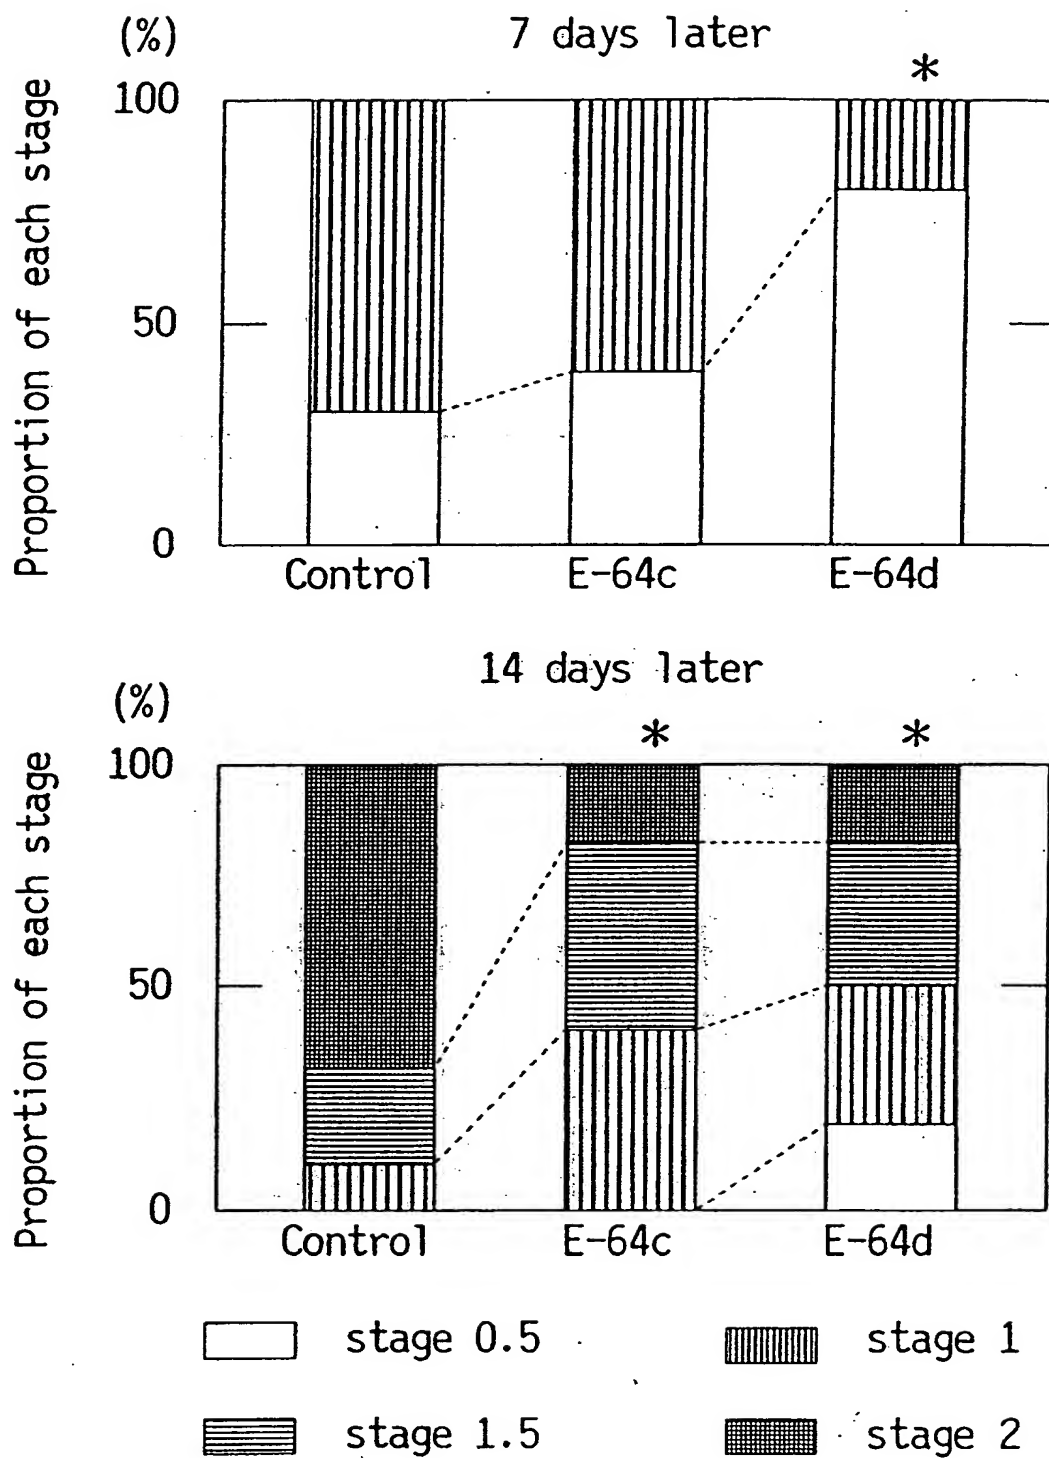 (%)
7 days later
*
100
50
0
Proportion of each stage
Control
E-64c
E-64d
(%)
14 days later
*
*
100
50
0
Proportion of each stage
Control
E-64c
E-64d
stage 0.5
stage 1
stage 1.5
stage 2